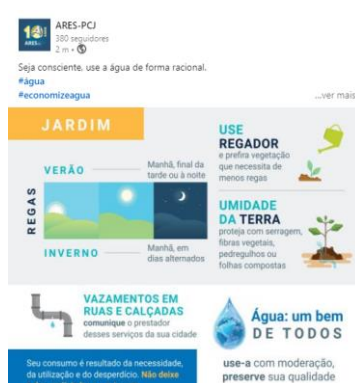 10
ARES-PCJ
ARES-PCJ
380 seguidores
2 m •
Seja consciente, use a água de forma racional.
#água
#economizeagua
...ver mais
JARDIM
REGAS
VERÃO
Manhã, final da
tarde ou à noite
INVERNO
Manhã, em
dias alternados
USE
REGADOR
e prefira vegetação
que necessita de
menos regas
UMIDADE
DA TERRA
proteja com serragem,
fibras vegetais,
pedregulhos ou
folhas compostas
VAZAMENTOS EM
RUAS E CALÇADAS
comunique o prestador
desses serviços da sua cidade
Água: um bem
DE TODOS
Seu consumo é resultado da necessidade,
da utilização e do desperdício. Não deixe
use-a com moderação,
preserve sua qualidade